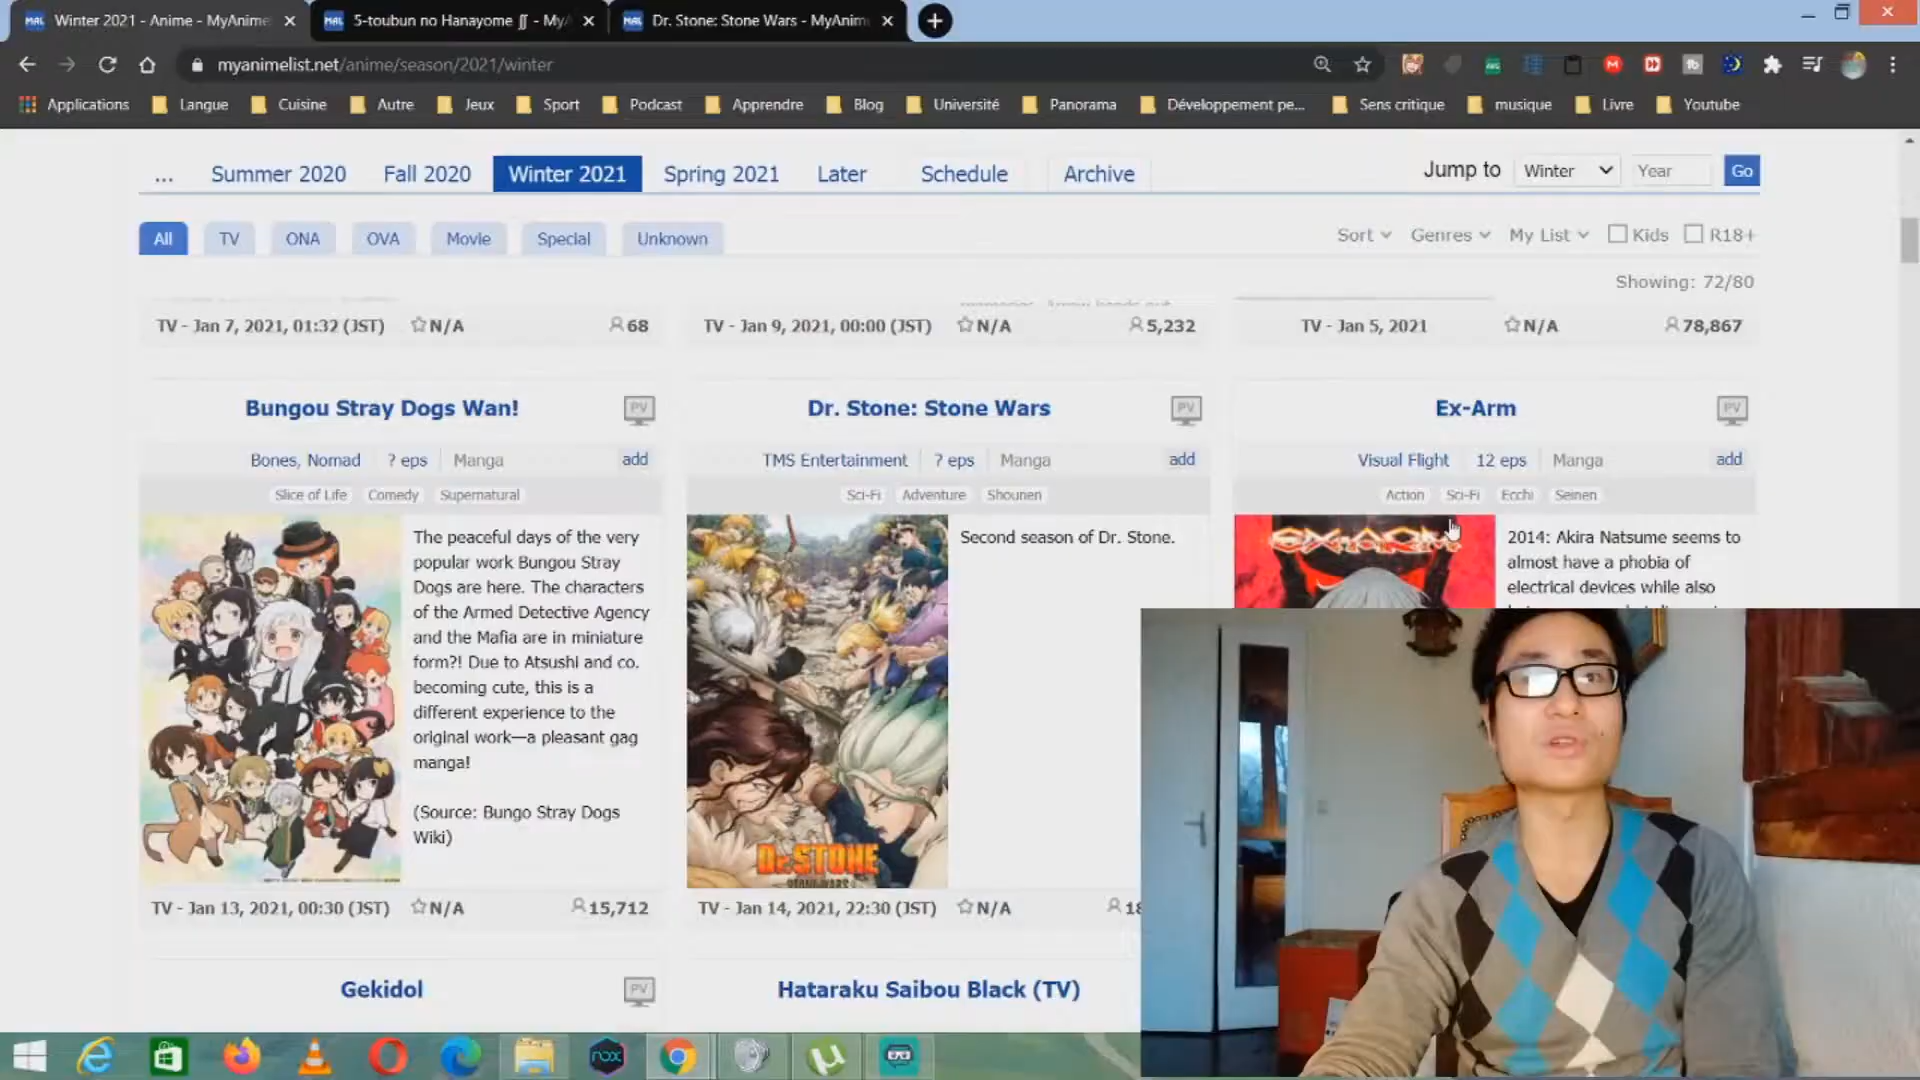 Winter 2021 - Anime - MyAnime
5-toubun no Hanayome ∬ - My
Dr. Stone: Stone Wars - MyAnim
myanimelist.net/anime/season/2021/winter
Applications Langue Cuisine Autre Jeux Sport Podcast Apprendre Blog Université Panorama Développement pe... Sens critique musique Livre Youtube
... Summer 2020 Fall 2020 Winter 2021 Spring 2021 Later Schedule Archive Jump to Winter Year Go
All TV ONA OVA Movie Special Unknown Sort Genres My List Kids R18+
Showing: 72/80
TV - Jan 7, 2021, 01:32 (JST) N/A 68
TV - Jan 9, 2021, 00:00 (JST) N/A 5,232
TV - Jan 5, 2021 N/A 78,867
Bungou Stray Dogs Wan! PV
Bones, Nomad ? eps Manga add
Slice of Life Comedy Supernatural
The peaceful days of the very
popular work Bungou Stray
Dogs are here. The characters
of the Armed Detective Agency
and the Mafia are in miniature
form?! Due to Atsushi and co.
becoming cute, this is a
different experience to the
original work—a pleasant gag
manga!
(Source: Bungo Stray Dogs
Wiki)
TV - Jan 13, 2021, 00:30 (JST) N/A 15,712
Dr. Stone: Stone Wars PV
TMS Entertainment ? eps Manga add
Sci-Fi Adventure Shounen
Second season of Dr. Stone.
Dr.STONE
STONE WARS
TV - Jan 14, 2021, 22:30 (JST) N/A 18
Ex-Arm PV
Visual Flight 12 eps Manga add
Action Sci-Fi Ecchi Seinen
EX-ARM
2014: Akira Natsume seems to
almost have a phobia of
electrical devices while also
Gekidol PV
Hataraku Saibou Black (TV)
nox